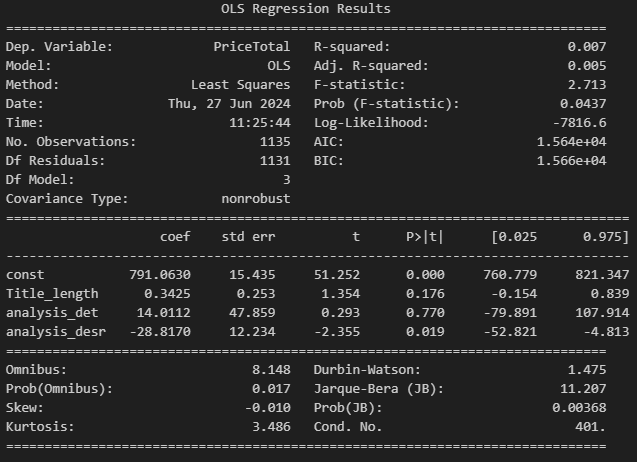 OLS Regression Results
==============================================================================
Dep. Variable:             PriceTotal   R-squared:                       0.007
Model:                            OLS   Adj. R-squared:                  0.005
Method:                 Least Squares   F-statistic:                     2.713
Date:                Thu, 27 Jun 2024   Prob (F-statistic):             0.0437
Time:                        11:25:44   Log-Likelihood:                -7816.6
No. Observations:                1135   AIC:                         1.564e+04
Df Residuals:                    1131   BIC:                         1.566e+04
Df Model:                           3
Covariance Type:            nonrobust
=================================================================================
                    coef    std err          t      P>|t|      [0.025      0.975]
---------------------------------------------------------------------------------
const           791.0630     15.435     51.252      0.000     760.779     821.347
Title_length      0.3425      0.253      1.354      0.176      -0.154       0.839
analysis_det     14.0112     47.859      0.293      0.770     -79.891     107.914
analysis_desr   -28.8170     12.234     -2.355      0.019     -52.821      -4.813
==============================================================================
Omnibus:                        8.148   Durbin-Watson:                   1.475
Prob(Omnibus):                  0.017   Jarque-Bera (JB):               11.207
Skew:                          -0.010   Prob(JB):                      0.00368
Kurtosis:                       3.486   Cond. No.                         401.
==============================================================================